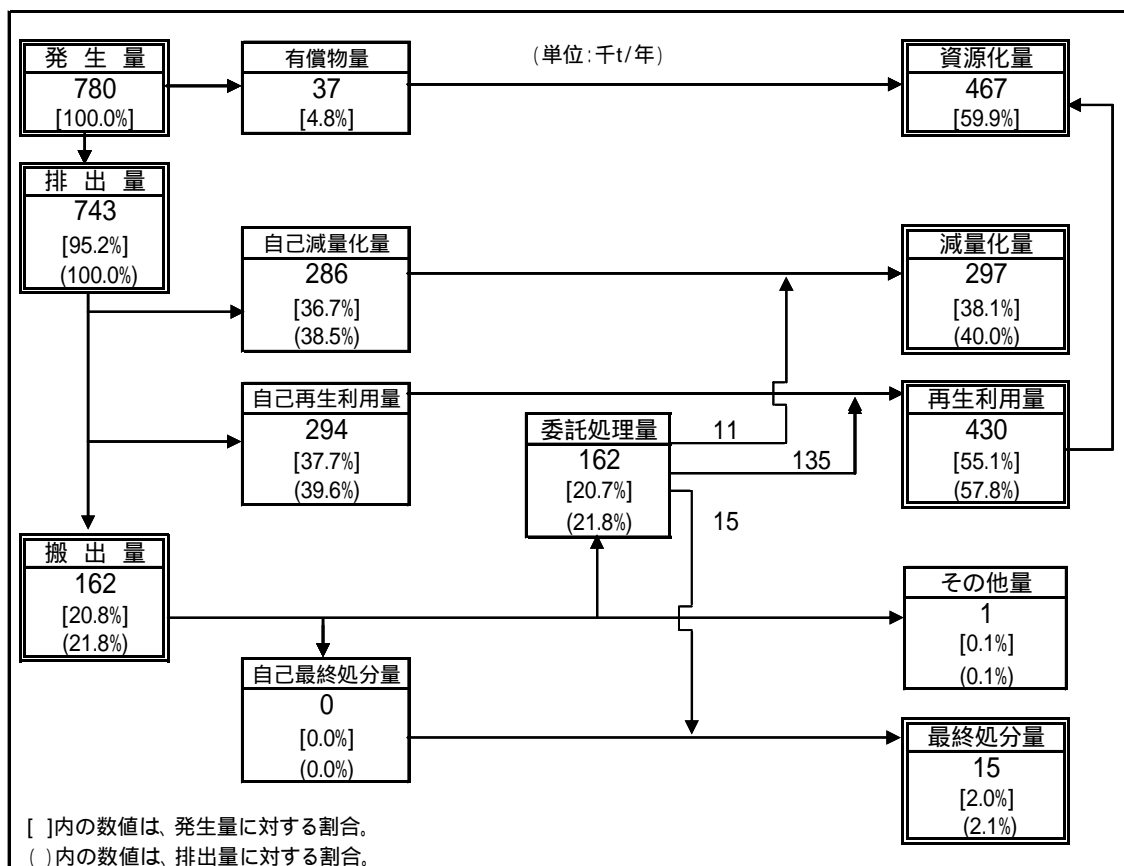 発 生 量
780
[100.0%]
有償物量
37
[4.8%]
(単位:千t/年)
資源化量
467
[59.9%]
排 出 量
743
[95.2%]
(100.0%)
自己減量化量
286
[36.7%]
(38.5%)
減量化量
297
[38.1%]
(40.0%)
自己再生利用量
294
[37.7%]
(39.6%)
委託処理量
162
[20.7%]
(21.8%)
11
135
15
再生利用量
430
[55.1%]
(57.8%)
搬 出 量
162
[20.8%]
(21.8%)
その他量
1
[0.1%]
(0.1%)
自己最終処分量
0
[0.0%]
(0.0%)
最終処分量
15
[2.0%]
(2.1%)
[ ]内の数値は、発生量に対する割合。
( )内の数値は、排出量に対する割合。